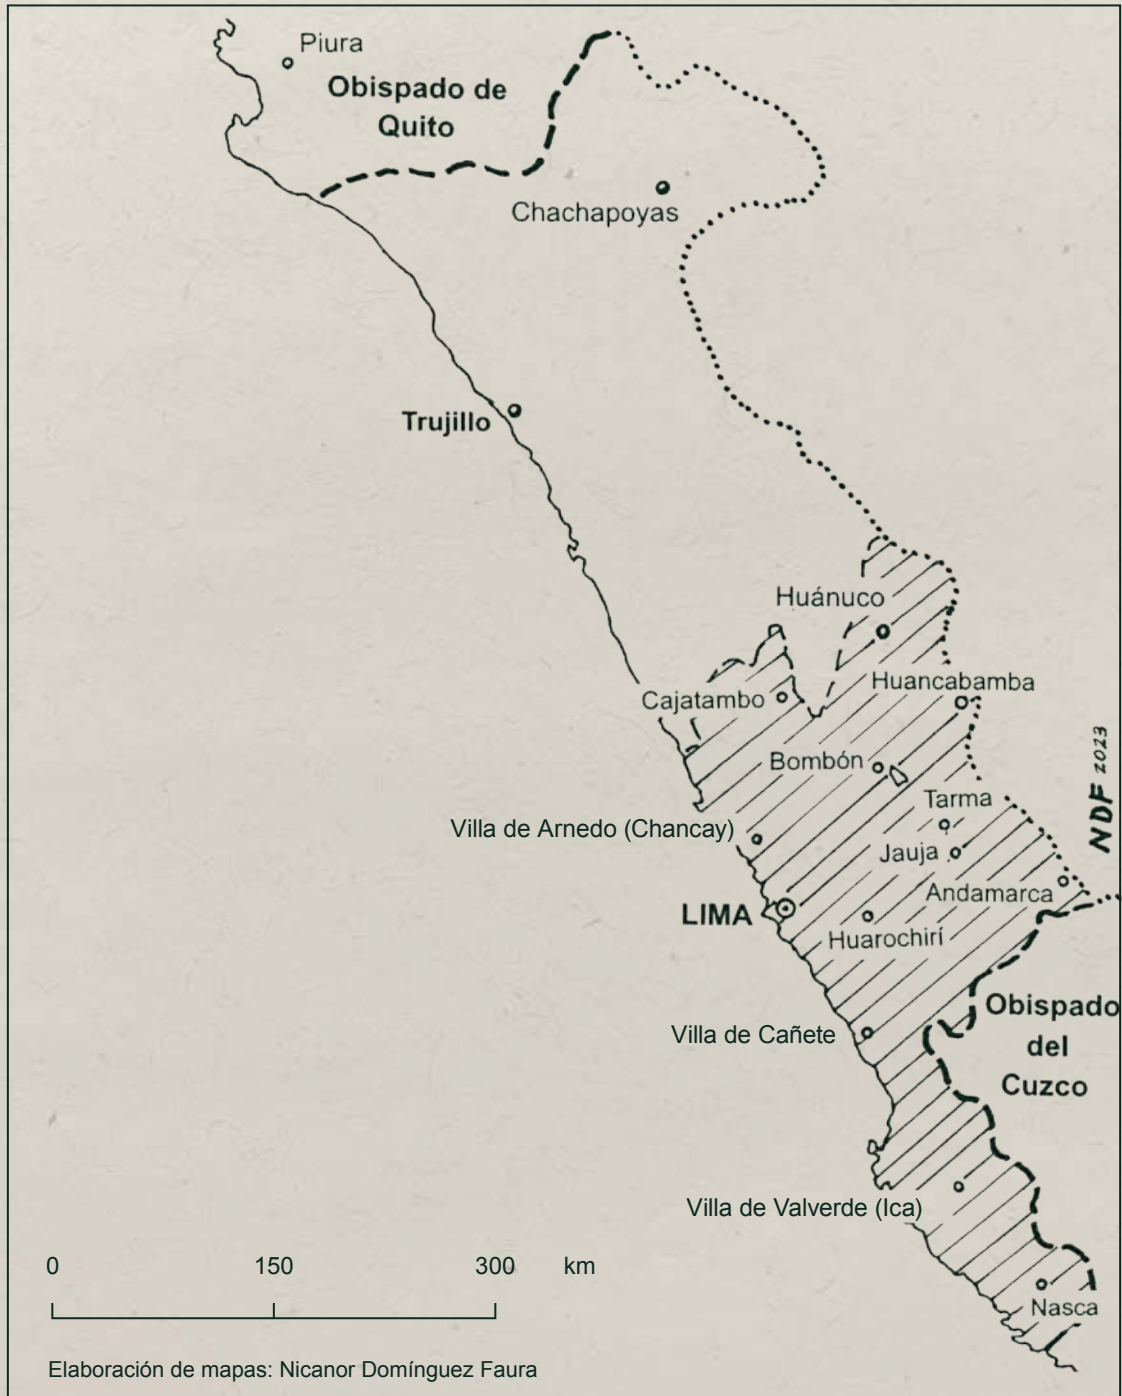 Piura
Obispado de
Quito
Chachapoyas
Trujillo
Huánuco
Huancabamba
Cajatambo
Bombón
NDF 2023
Tarma
Villa de Arnedo (Chancay)
Jauja
Andamarca
LIMA
Huarochirí
Obispado
del
Cuzco
Villa de Cañete
Villa de Valverde (Ica)
0 150 300 km
Nasca
Elaboración de mapas: Nicanor Domínguez Faura